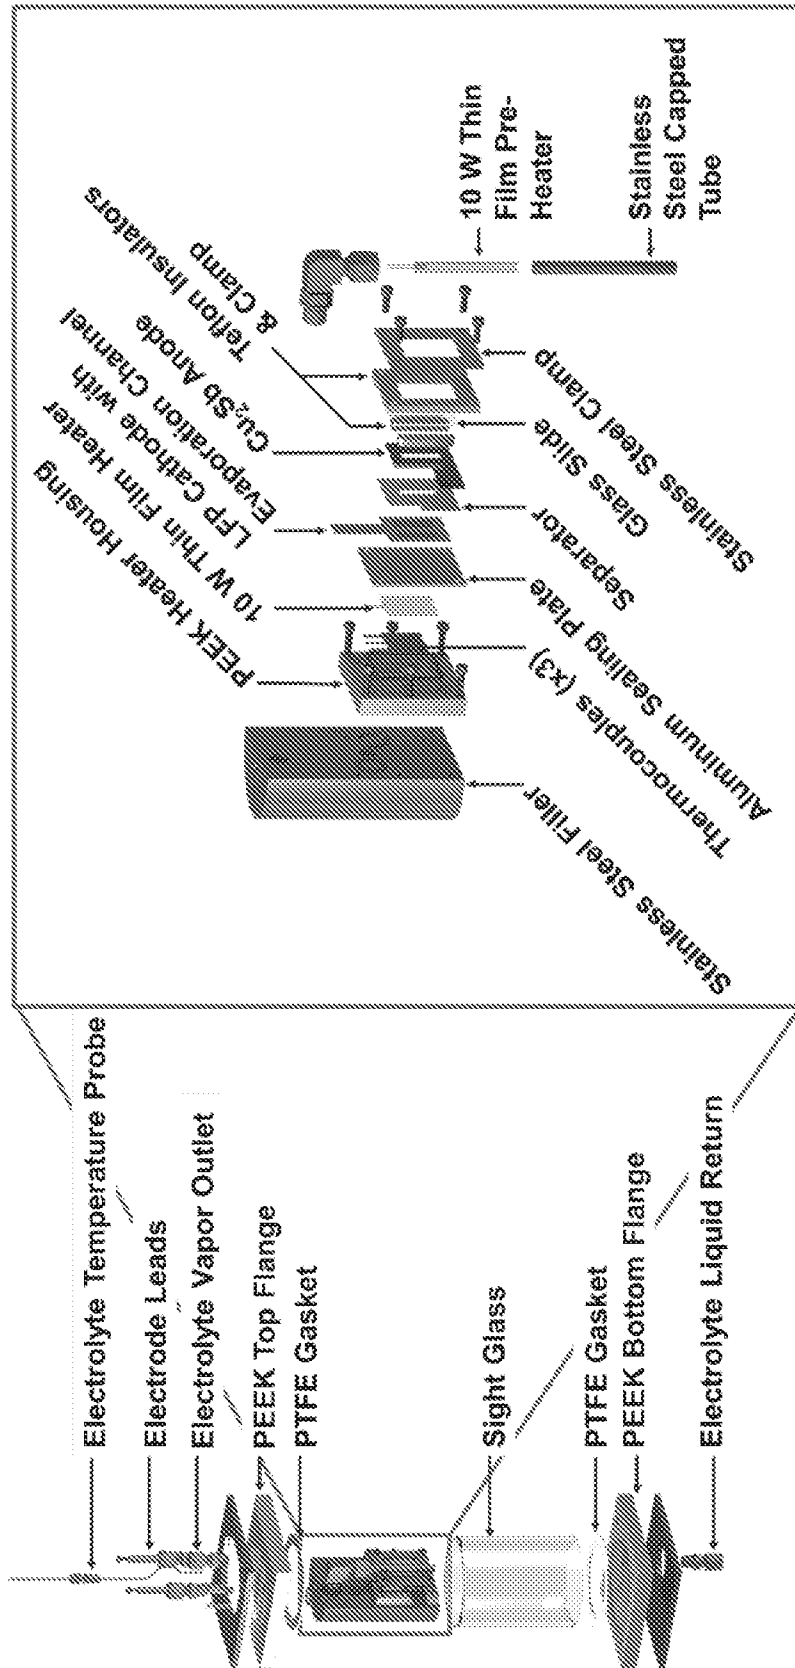 Electrolyte Temperature Probe
Electrode Leads
Electrolyte Vapor Outlet
PEEK Top Flange
PTFE Gasket
Sight Glass
PTFE Gasket
PEEK Bottom Flange
Electrolyte Liquid Return
PEEK Heater Housing
10 W Thin Film Heater
LFP Cathode with
Evaporation Channel
Cu₂Sb Anode
Teflon Insulators
& Clamp
10 W Thin
Film Pre-
Heater
Stainless
Steel Capped
Tube
Stainless Steel Filler
Thermocouples (x3)
Aluminum Sealing Plate
Separator
Glass Slide
Stainless Steel Clamp